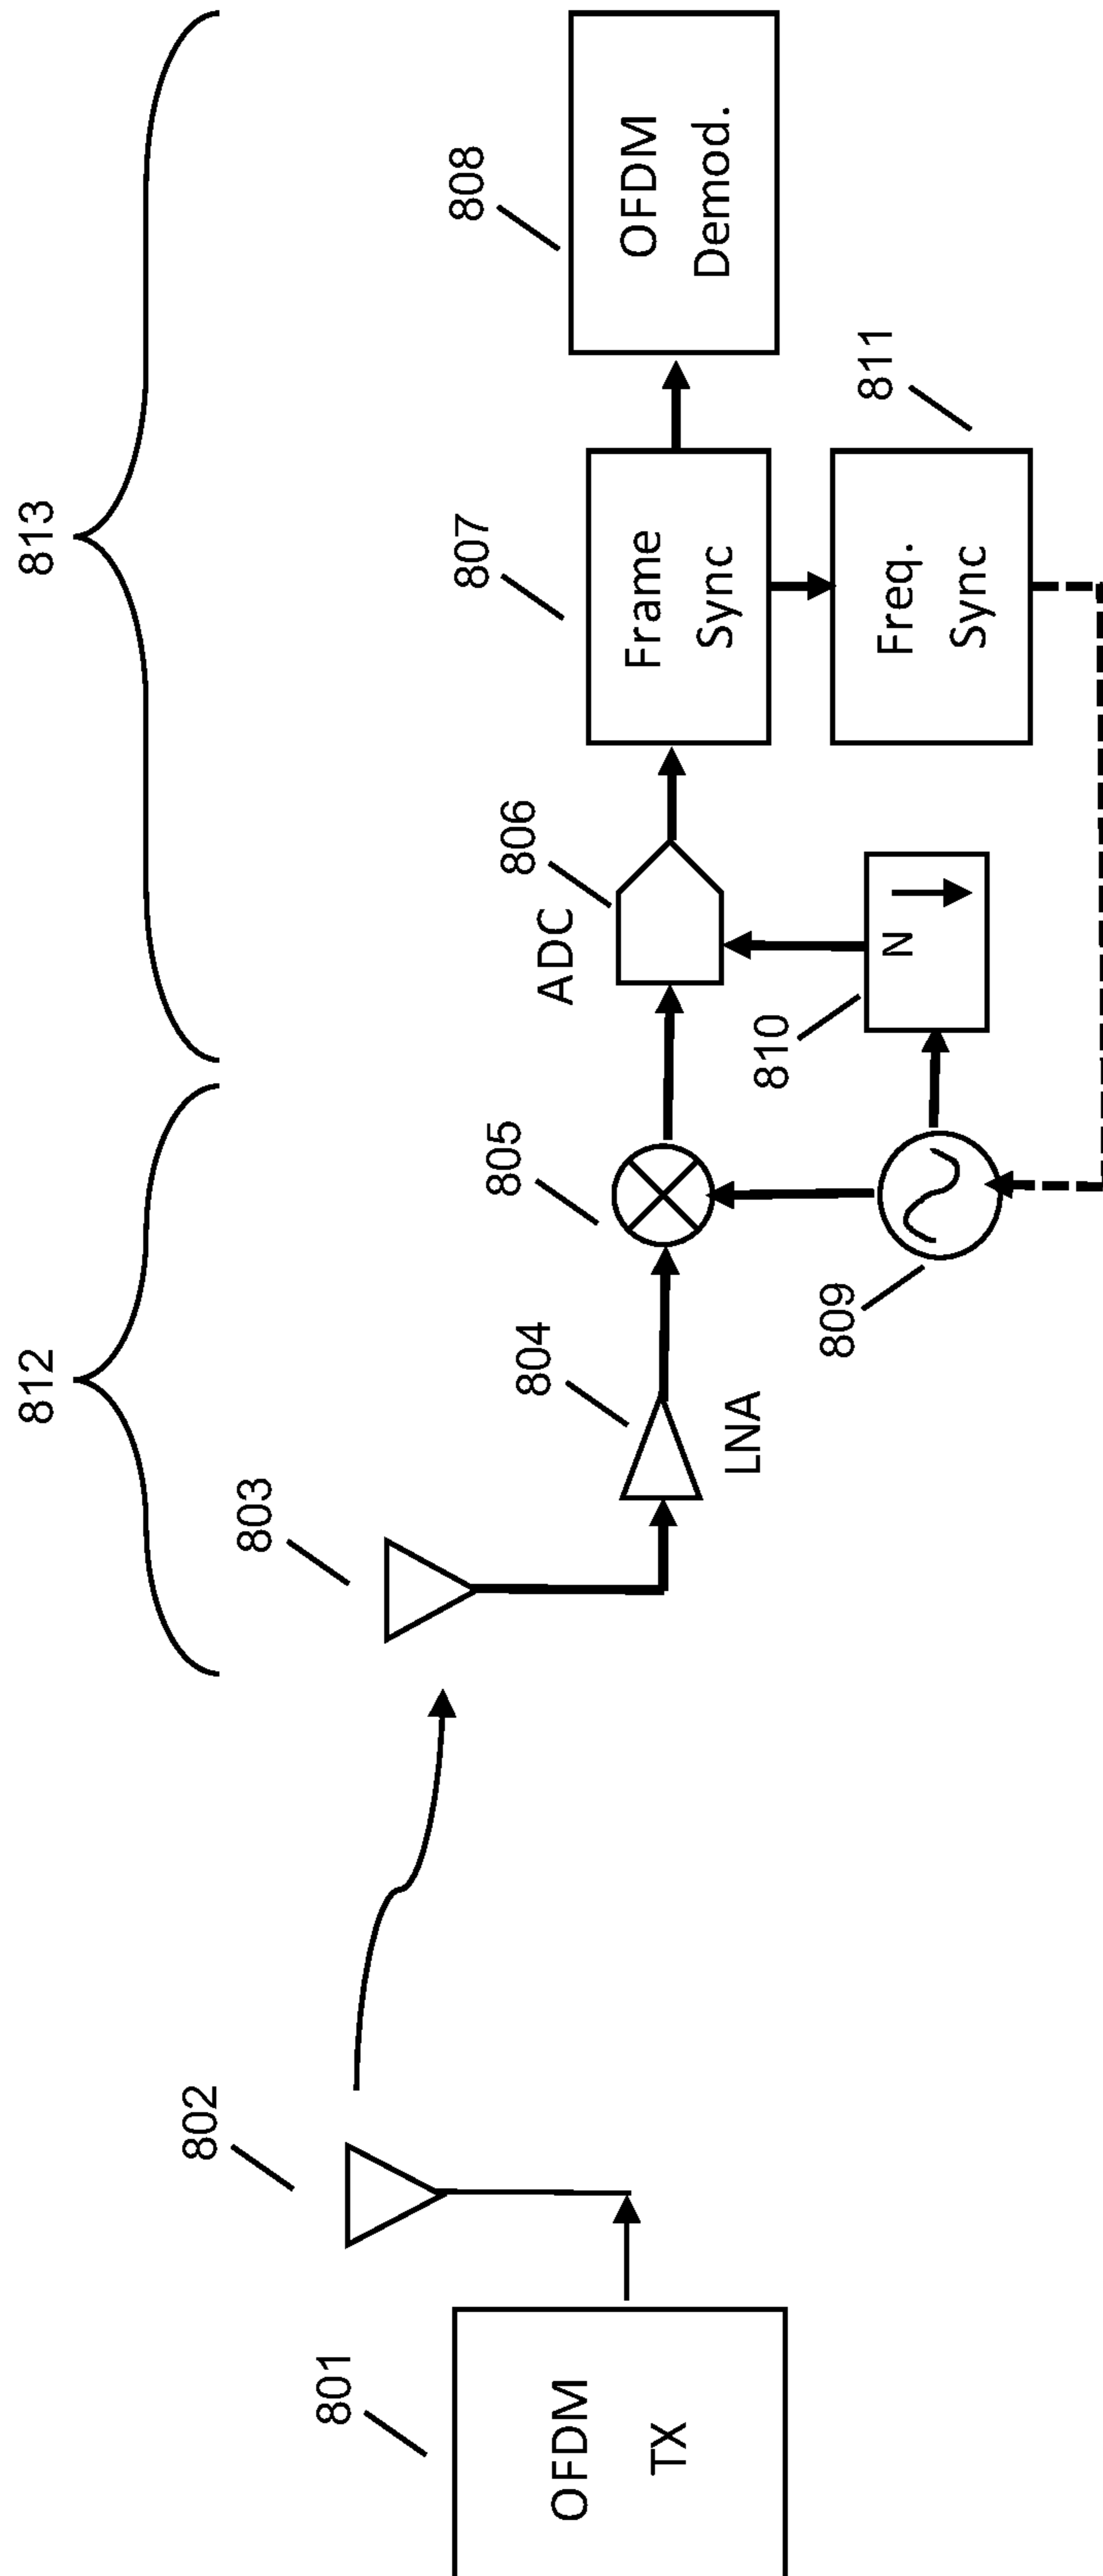 812
813
801
OFDM
TX
802
803
804
LNA
805
ADC
806
807
Frame
Sync
808
OFDM
Demod.
809
810
N
811
Freq.
Sync